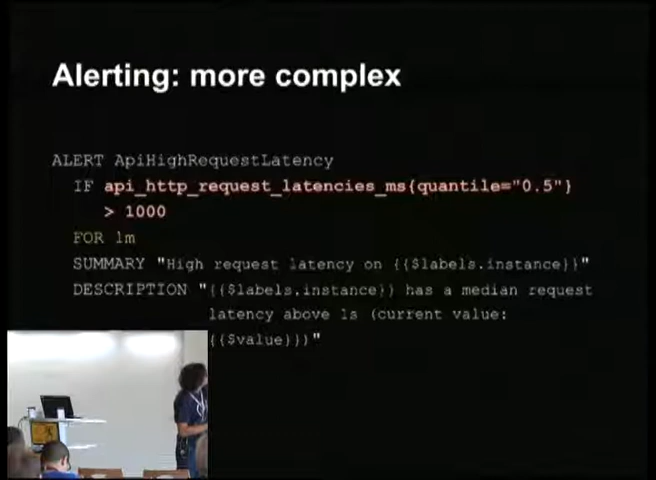 Alerting: more complex
ALERT ApiHighRequestLatency
IF api_http_request_latencies_ms{quantile="0.5"}
> 1000
FOR 1m
SUMMARY "High request latency on {{$labels.instance}}"
DESCRIPTION "{{$labels.instance}} has a median request
latency above 1s (current value:
{{$value}})"